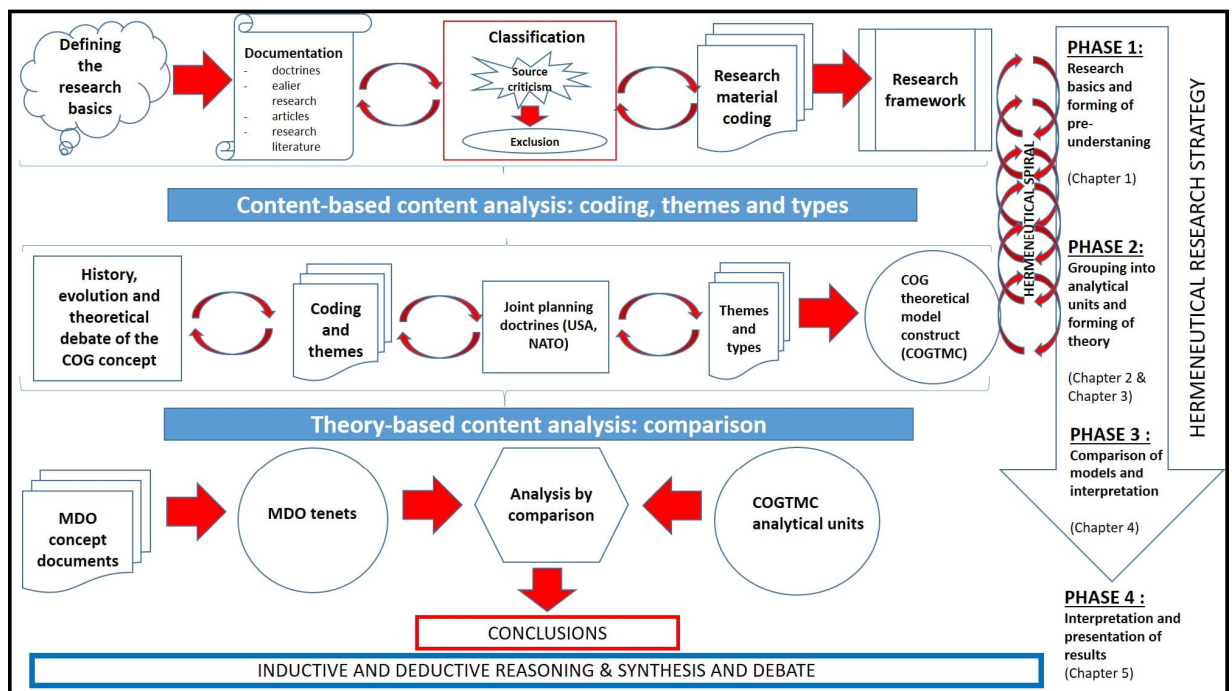 Defining
the
research
basics
Documentation
- doctrines
- ealier
research
- articles
- research
literature
Classification
Source
criticism
Exclusion
Research
material
coding
Research
framework
Content-based content analysis: coding, themes and types
History,
evolution and
theoretical
debate of the
COG concept
Coding
and
themes
Joint planning
doctrines (USA,
NATO)
Themes
and
types
COG
theoretical
model
construct
(COGTMC)
Theory-based content analysis: comparison
MDO
concept
documents
MDO tenets
Analysis by
comparison
COGTMC
analytical units
CONCLUSIONS
INDUCTIVE AND DEDUCTIVE REASONING & SYNTHESIS AND DEBATE
HERMENEUTICAL SPIRAL
PHASE 1:
Research
basics and
forming of
pre-
understaning
(Chapter 1)
PHASE 2:
Grouping into
analytical
units and
forming of
theory
(Chapter 2 &
Chapter 3)
PHASE 3 :
Comparison of
models and
interpretation
(Chapter 4)
PHASE 4 :
Interpretation and
presentation of
results
(Chapter 5)
HERMENEUTICAL RESEARCH STRATEGY